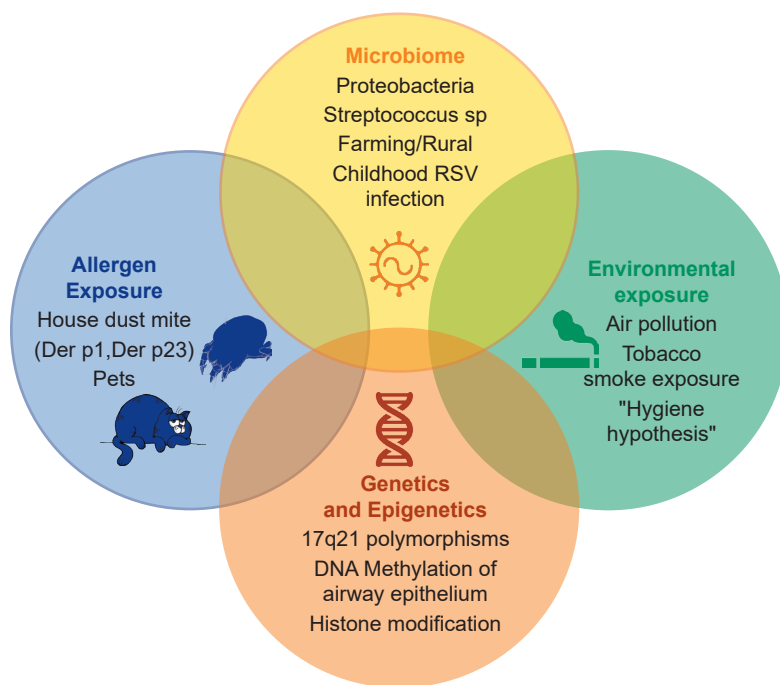 Microbiome
Proteobacteria
Streptococcus sp
Farming/Rural
Childhood RSV
infection
Allergen
Exposure
House dust mite
(Der p1,Der p23)
Pets
Environmental
exposure
Air pollution
Tobacco
smoke exposure
"Hygiene
hypothesis"
Genetics
and Epigenetics
17q21 polymorphisms
DNA Methylation of
airway epithelium
Histone modification